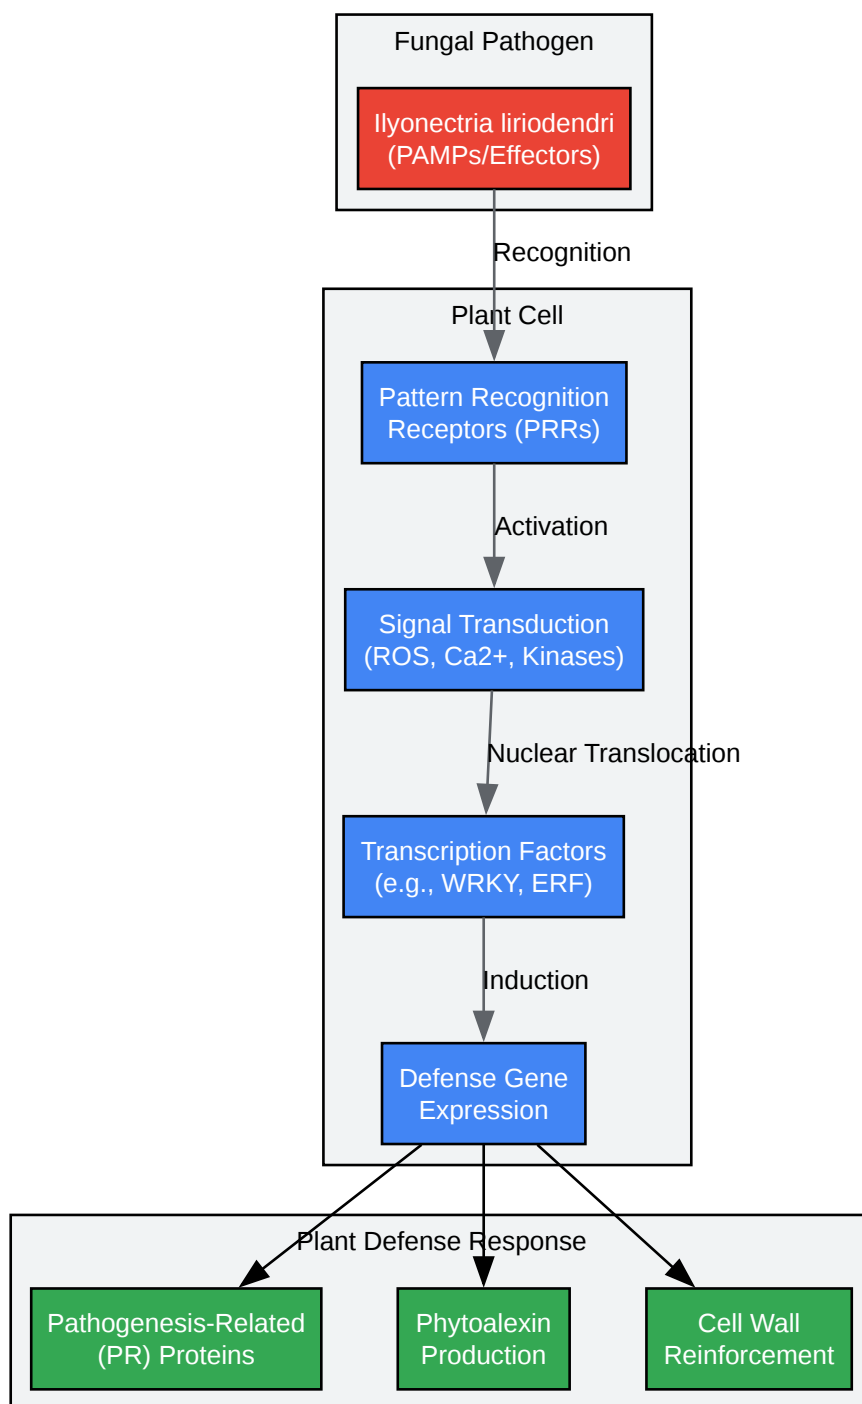 Fungal Pathogen
Ilyonectria liriodendri
(PAMPs/Effectors)
Recognition
Plant Cell
Pattern Recognition
Receptors (PRRs)
Activation
Signal Transduction
(ROS, Ca2+, Kinases)
Nuclear Translocation
Transcription Factors
(e.g., WRKY, ERF)
Induction
Defense Gene
Expression
Plant Defense Response
Pathogenesis-Related
(PR) Proteins
Phytoalexin
Production
Cell Wall
Reinforcement